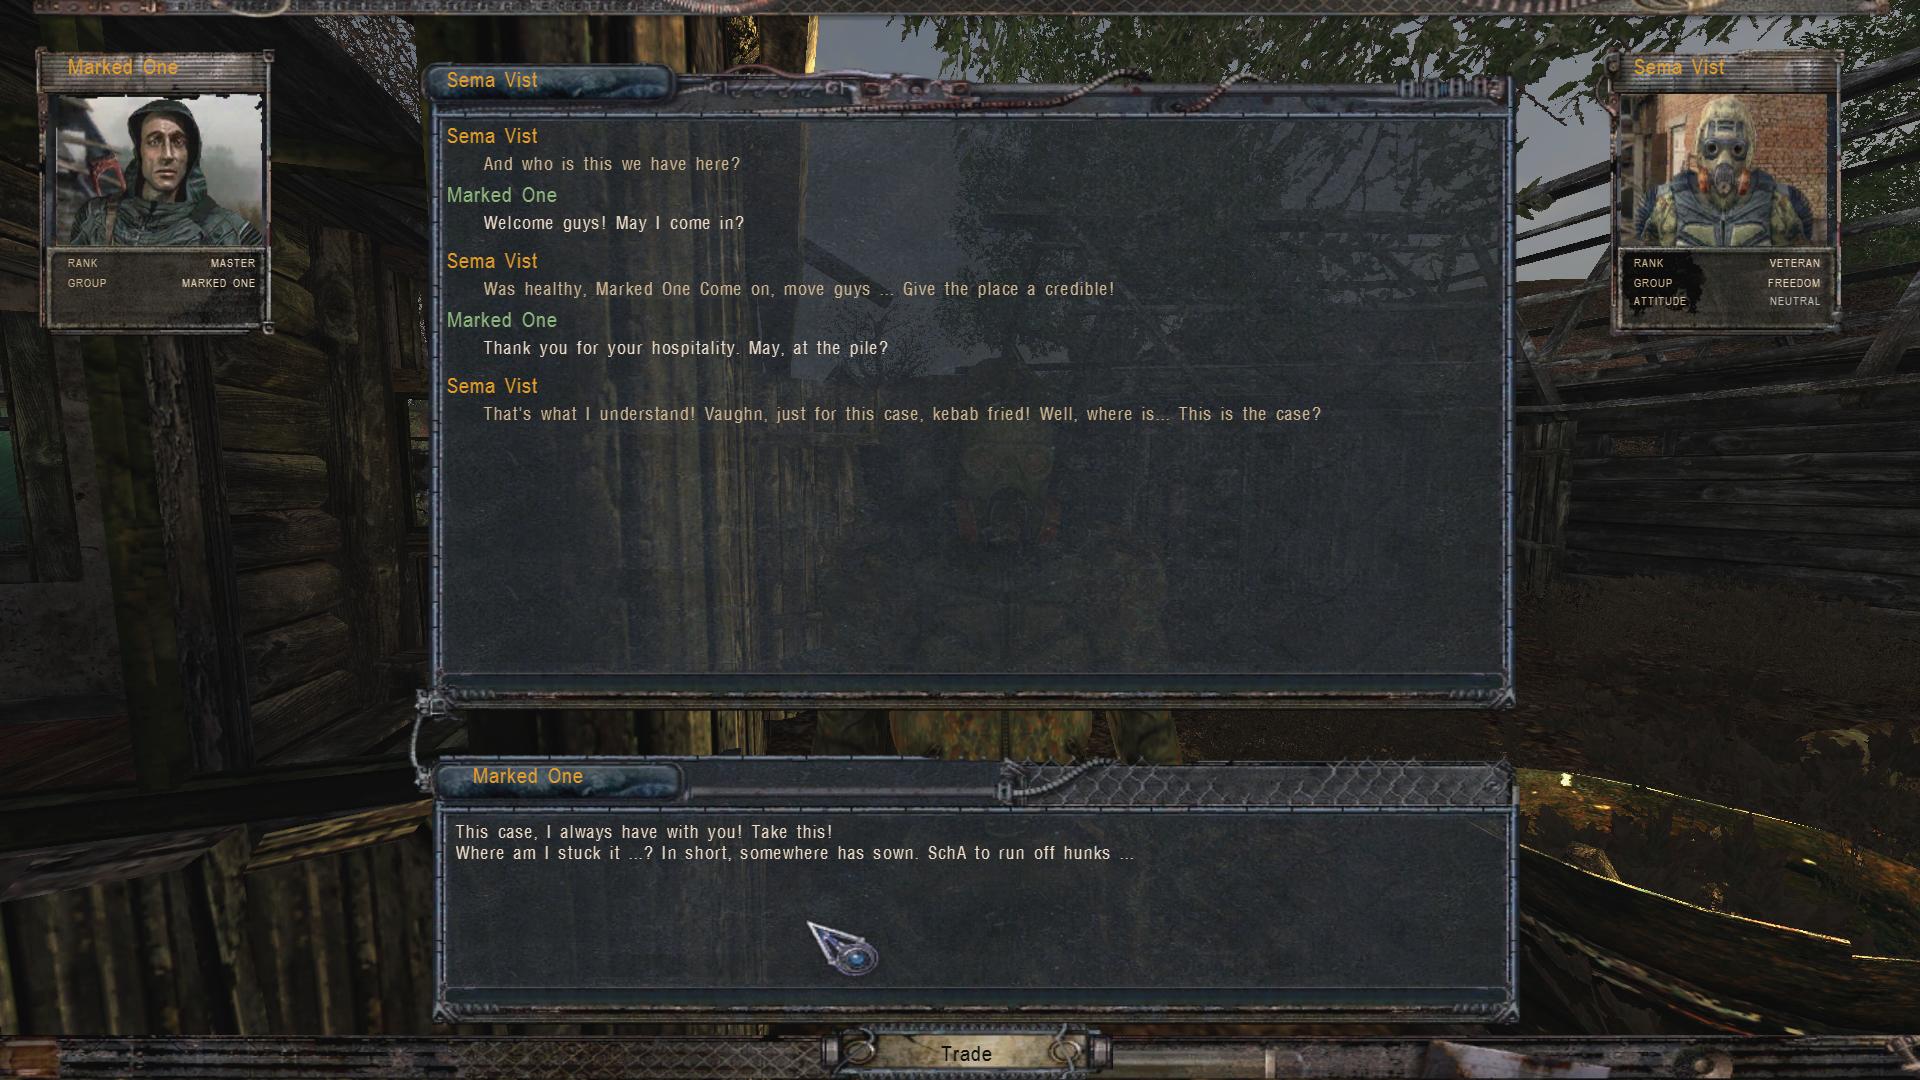 Marked One
RANK MASTER
GROUP MARKED ONE
Sema Vist
Sema Vist
And who is this we have here?
Marked One
Welcome guys! May I come in?
Sema Vist
Was healthy, Marked One Come on, move guys ... Give the place a credible!
Marked One
Thank you for your hospitality. May, at the pile?
Sema Vist
That's what I understand! Vaughn, just for this case, kebab fried! Well, where is... This is the case?
Sema Vist
RANK VETERAN
GROUP FREEDOM
ATTITUDE NEUTRAL
Marked One
This case, I always have with you! Take this!
Where am I stuck it ...? In short, somewhere has sown. SchA to run off hunks ...
Trade